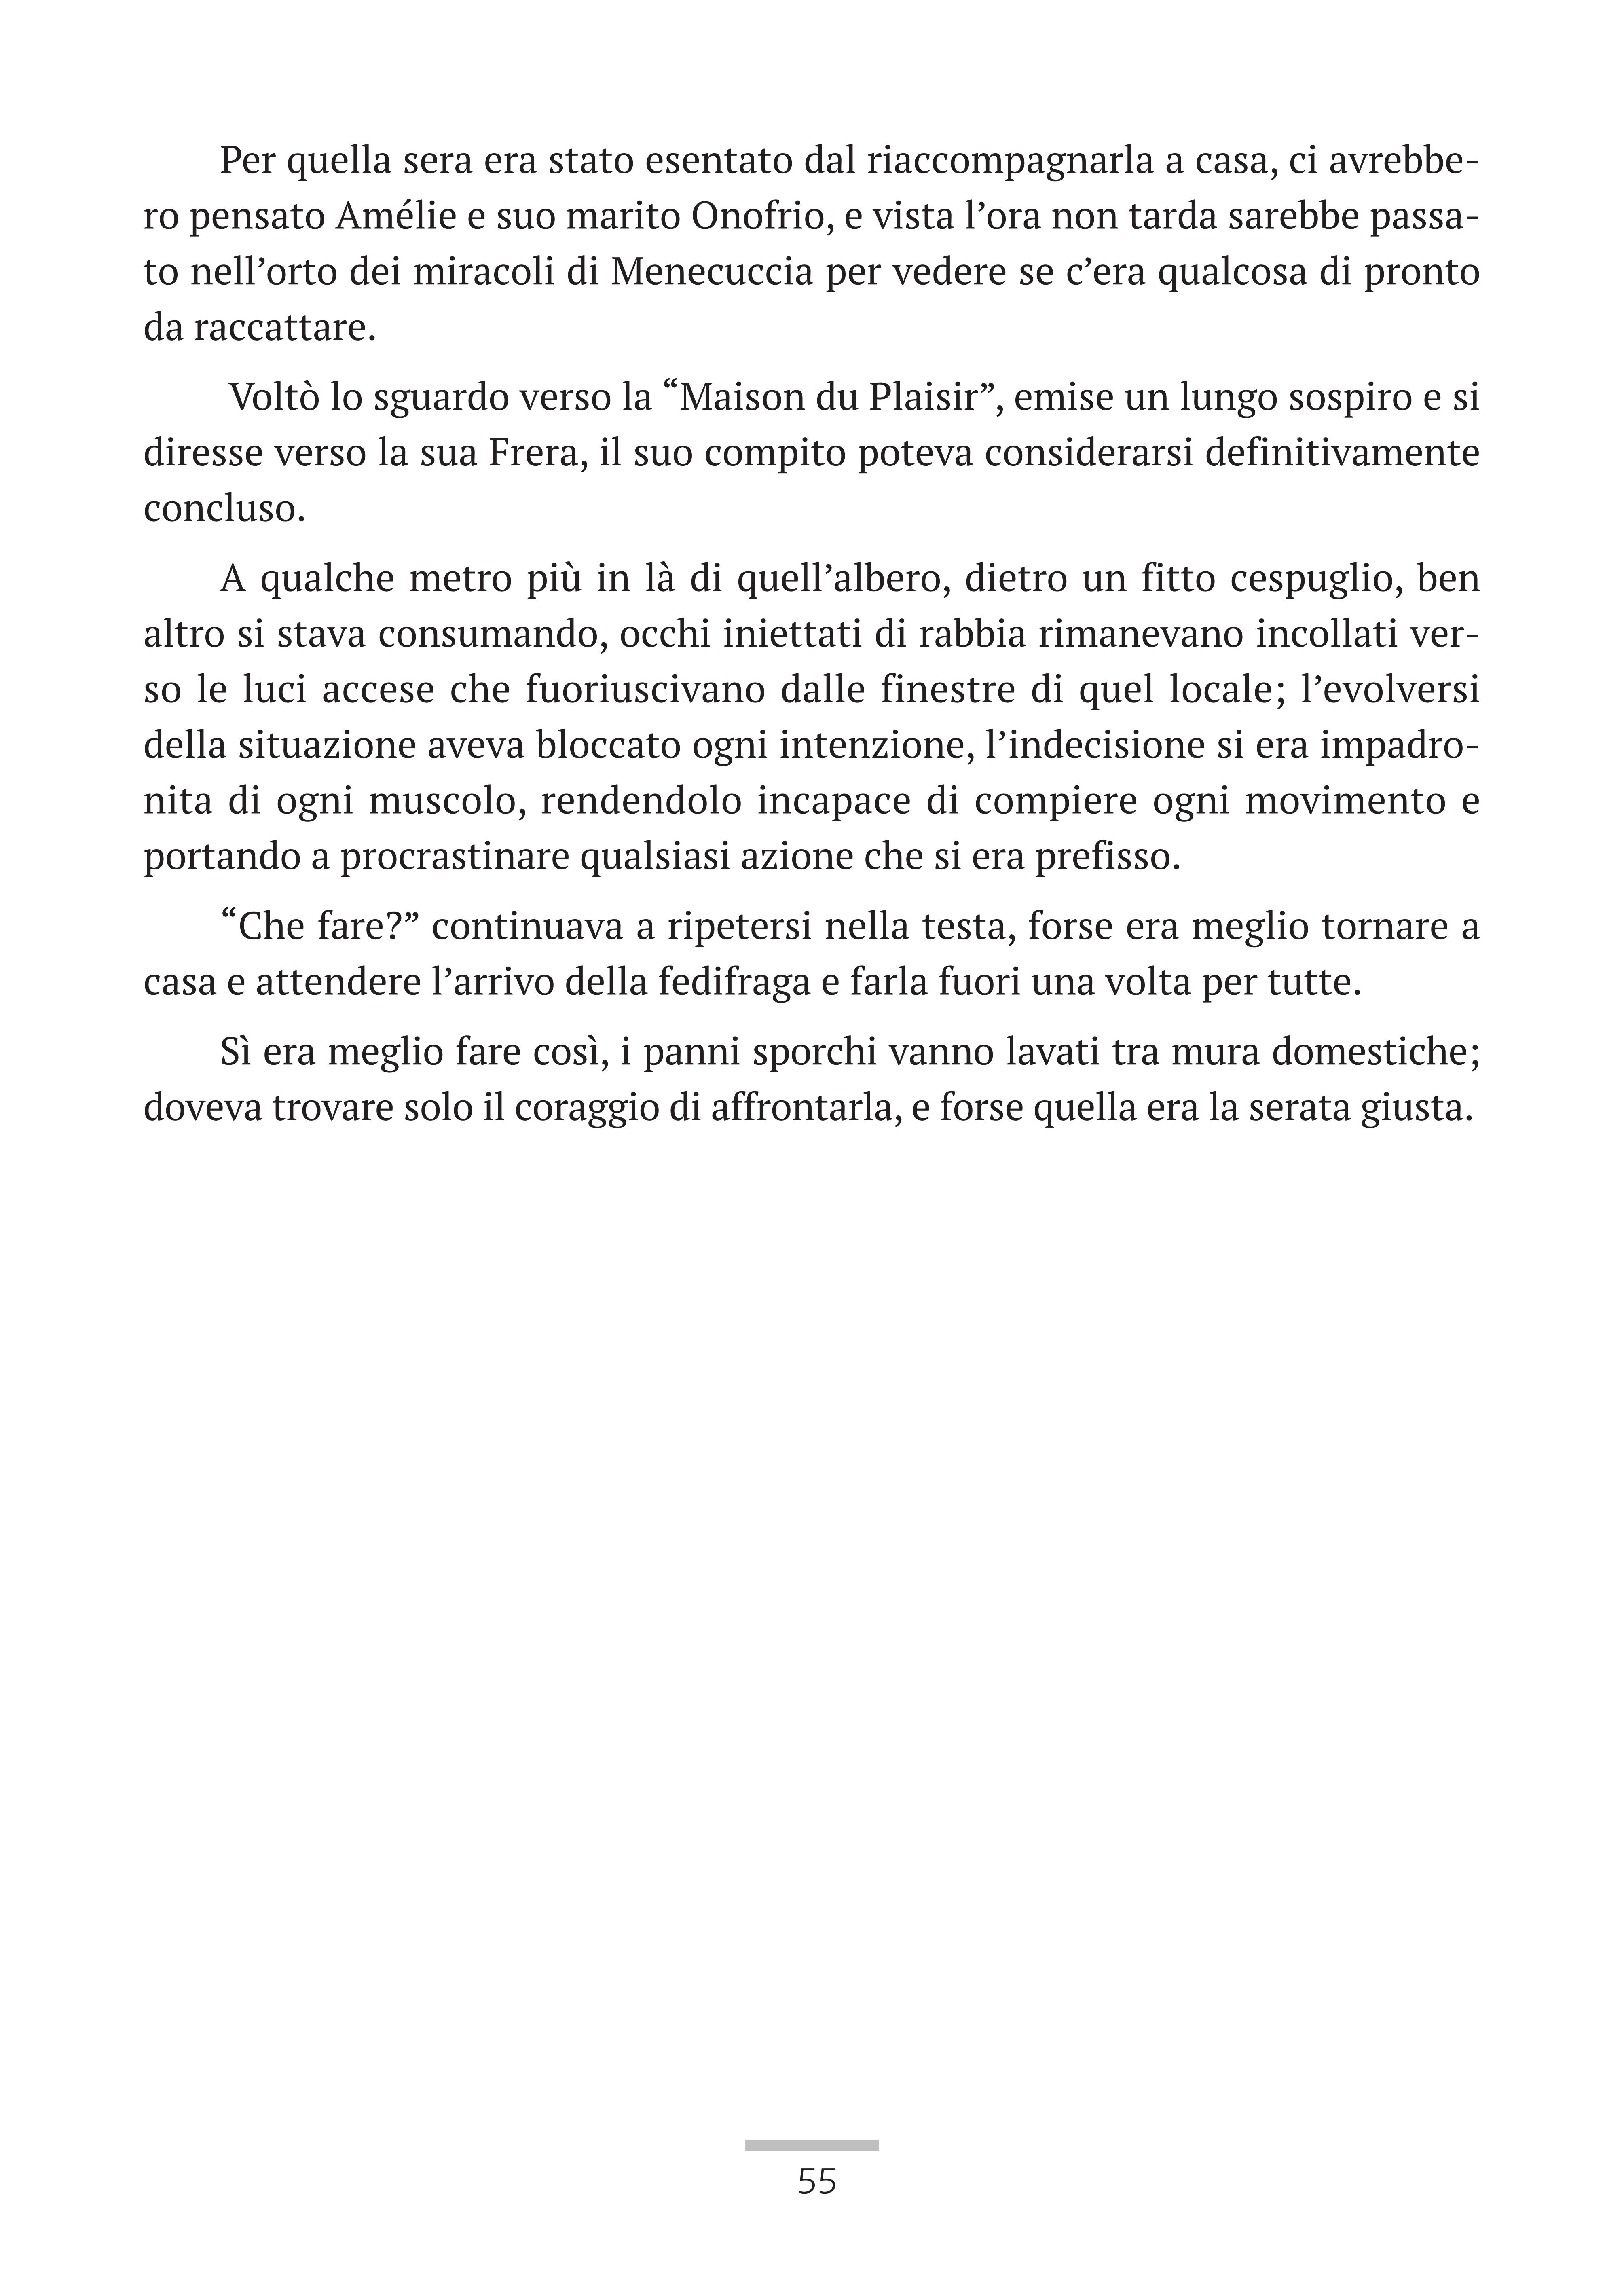 Per quella sera era stato esentato dal riaccompagnarla a casa, ci avrebbe-
ro pensato Amélie e suo marito Onofrio, e vista l’ora non tarda sarebbe passa-
to nell’orto dei miracoli di Menecuccia per vedere se c’era qualcosa di pronto
da raccattare.
Voltò lo sguardo verso la “Maison du Plaisir”, emise un lungo sospiro e si
diresse verso la sua Frera, il suo compito poteva considerarsi definitivamente
concluso.
A qualche metro più in là di quell’albero, dietro un fitto cespuglio, ben
altro si stava consumando, occhi iniettati di rabbia rimanevano incollati ver-
so le luci accese che fuoriuscivano dalle finestre di quel locale; l’evolversi
della situazione aveva bloccato ogni intenzione, l’indecisione si era impadro-
nita di ogni muscolo, rendendolo incapace di compiere ogni movimento e
portando a procrastinare qualsiasi azione che si era prefisso.
“Che fare?” continuava a ripetersi nella testa, forse era meglio tornare a
casa e attendere l’arrivo della fedifraga e farla fuori una volta per tutte.
Sì era meglio fare così, i panni sporchi vanno lavati tra mura domestiche;
doveva trovare solo il coraggio di affrontarla, e forse quella era la serata giusta.
55